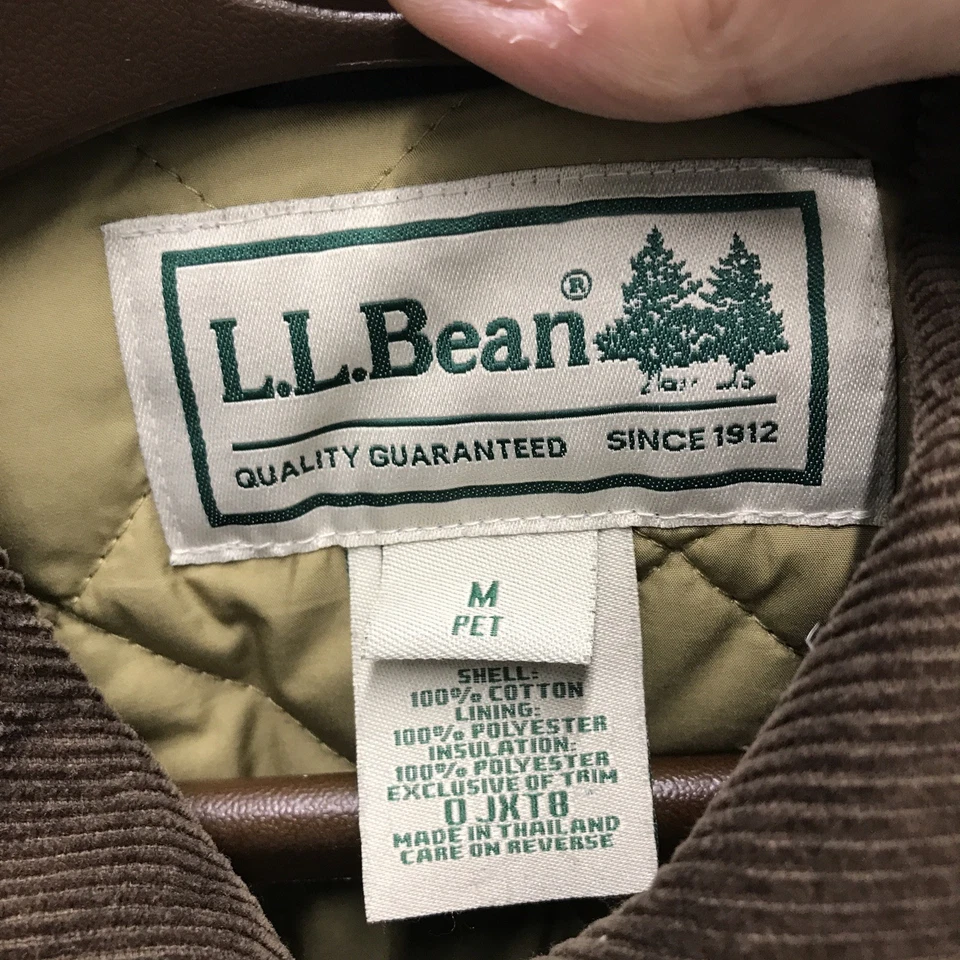 L.L.Bean®
QUALITY GUARANTEED SINCE 1912
M
PET
SHELL:
100% COTTON
LINING:
100% POLYESTER
INSULATION:
100% POLYESTER
EXCLUSIVE OF TRIM
0 JXT8
MADE IN THAILAND
CARE ON REVERSE